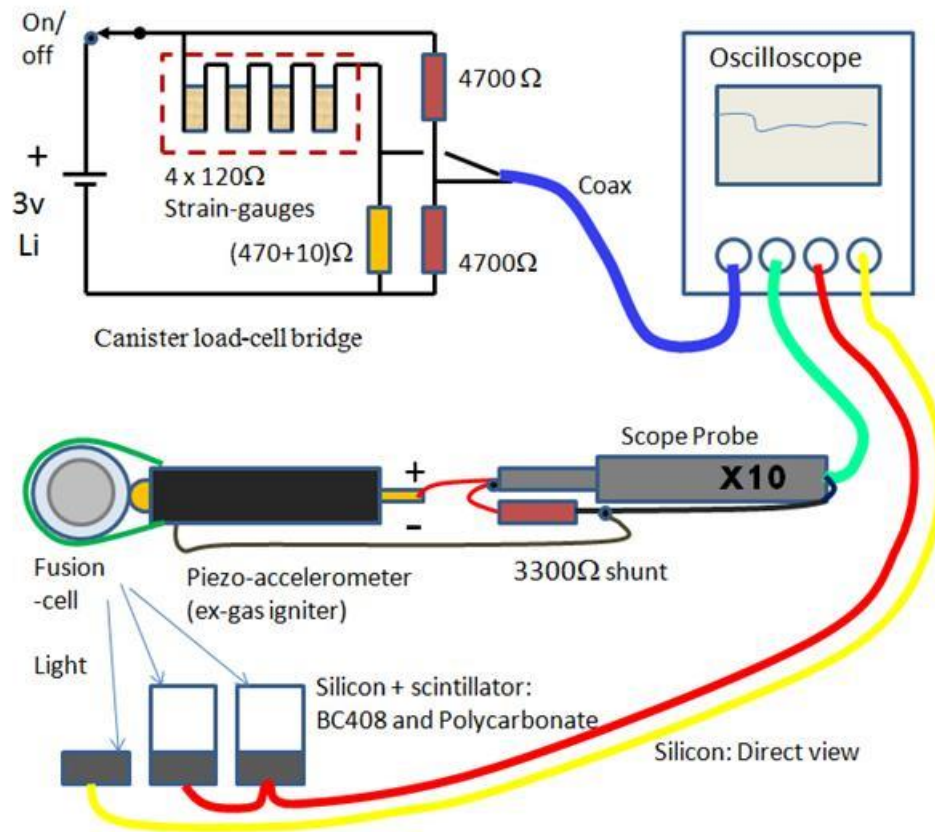 On/
off
+
3v
Li
4 x 120Ω
Strain-gauges
(470+10)Ω
4700 Ω
4700Ω
Coax
Oscilloscope
Canister load-cell bridge
Scope Probe
X10
+
-
3300Ω shunt
Fusion
-cell
Piezo-accelerometer
(ex-gas igniter)
Light
Silicon + scintillator:
BC408 and Polycarbonate
Silicon: Direct view